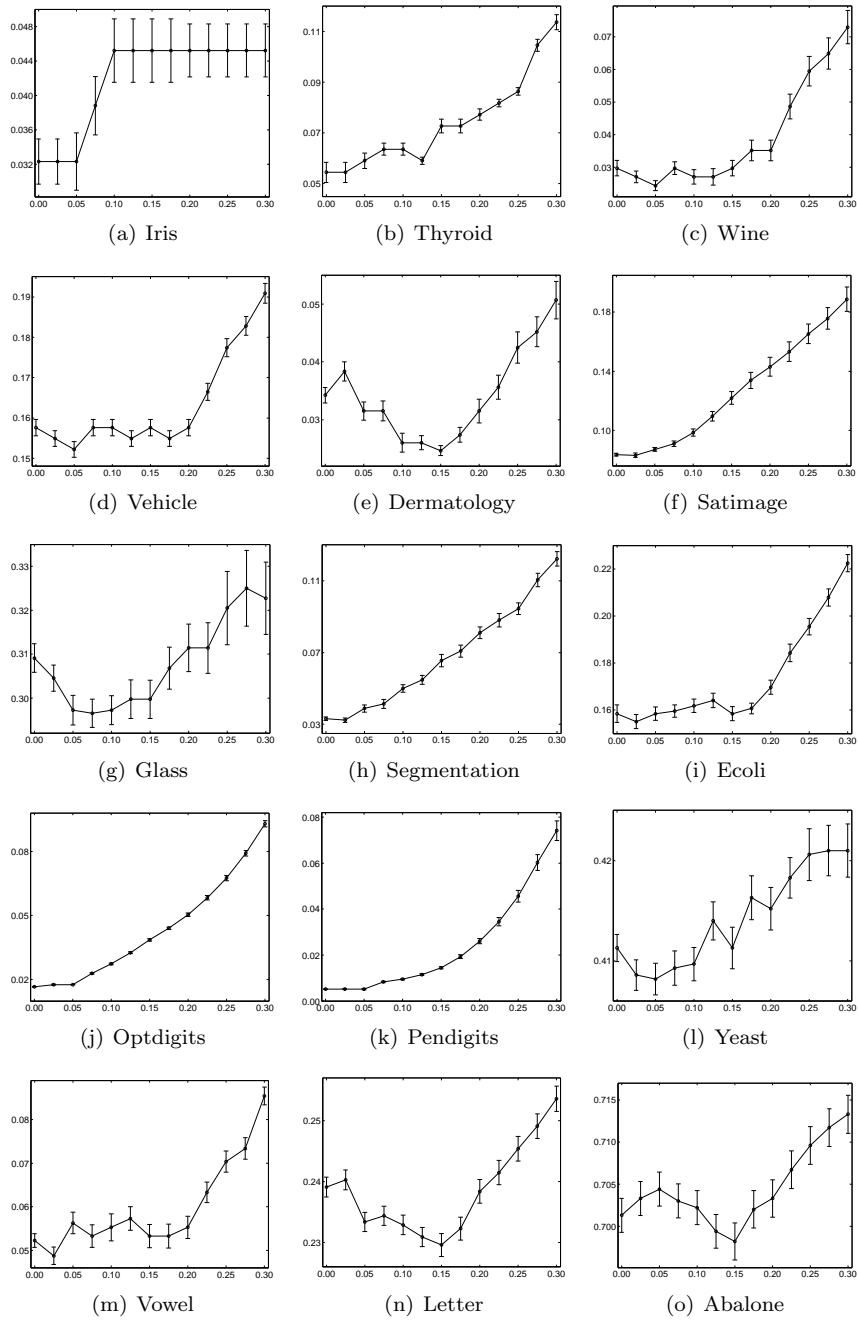 0.048
0.044
0.040
0.036
0.032
0.00 0.05 0.10 0.15 0.20 0.25 0.30
(a) Iris
0.11
0.09
0.07
0.05
0.00 0.05 0.10 0.15 0.20 0.25 0.30
(b) Thyroid
0.07
0.06
0.05
0.04
0.03
0.00 0.05 0.10 0.15 0.20 0.25 0.30
(c) Wine
0.19
0.18
0.17
0.16
0.15
0.00 0.05 0.10 0.15 0.20 0.25 0.30
(d) Vehicle
0.05
0.04
0.03
0.00 0.05 0.10 0.15 0.20 0.25 0.30
(e) Dermatology
0.18
0.14
0.10
0.00 0.05 0.10 0.15 0.20 0.25 0.30
(f) Satimage
0.33
0.32
0.31
0.30
0.00 0.05 0.10 0.15 0.20 0.25 0.30
(g) Glass
0.11
0.07
0.03
0.00 0.05 0.10 0.15 0.20 0.25 0.30
(h) Segmentation
0.22
0.20
0.18
0.16
0.00 0.05 0.10 0.15 0.20 0.25 0.30
(i) Ecoli
0.08
0.05
0.02
0.00 0.05 0.10 0.15 0.20 0.25 0.30
(j) Optdigits
0.08
0.06
0.04
0.02
0.00
0.00 0.05 0.10 0.15 0.20 0.25 0.30
(k) Pendigits
0.42
0.41
0.00 0.05 0.10 0.15 0.20 0.25 0.30
(l) Yeast
0.08
0.07
0.06
0.05
0.00 0.05 0.10 0.15 0.20 0.25 0.30
(m) Vowel
0.25
0.24
0.23
0.00 0.05 0.10 0.15 0.20 0.25 0.30
(n) Letter
0.715
0.710
0.705
0.700
0.00 0.05 0.10 0.15 0.20 0.25 0.30
(o) Abalone